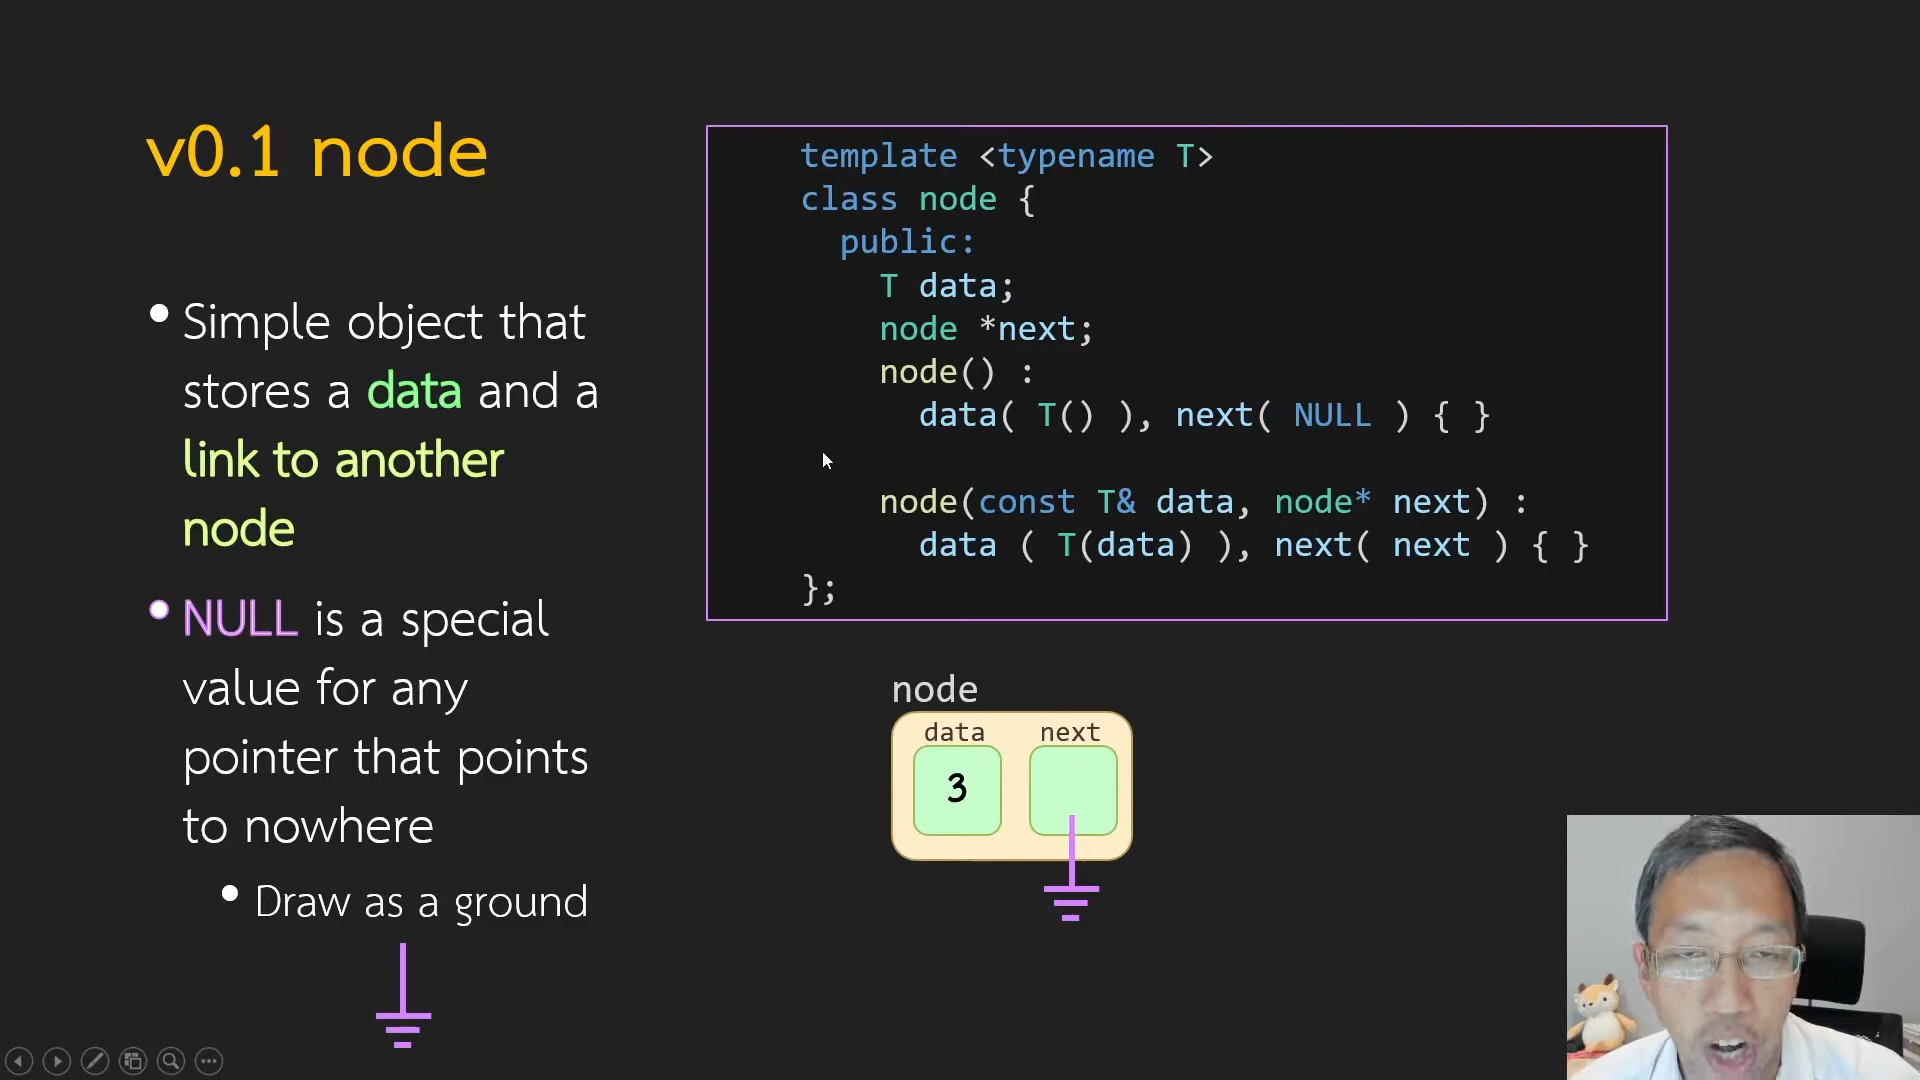 v0.1 node
• Simple object that
stores a data and a
link to another
node
• NULL is a special
value for any
pointer that points
to nowhere
• Draw as a ground
template <typename T>
class node {
public:
T data;
node *next;
node() :
data( T() ), next( NULL ) { }
node(const T& data, node* next) :
data ( T(data) ), next( next ) { }
};
node
data next
3